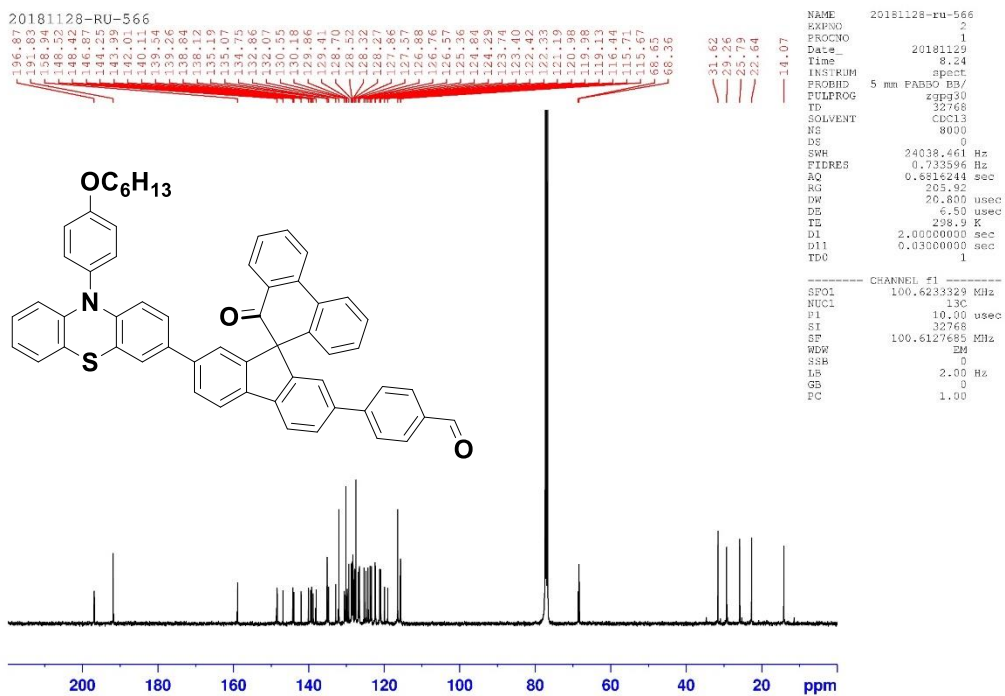 20181128-RU-566
196.87
191.83
158.94
148.52
148.42
146.87
144.25
143.99
142.01
140.11
139.54
139.26
138.84
138.12
135.19
135.07
134.75
132.86
132.07
130.55
130.18
129.86
129.41
128.70
128.52
128.32
128.27
127.86
127.57
126.88
126.76
126.57
125.36
124.84
124.29
123.74
123.40
122.42
122.33
121.19
120.98
119.98
119.13
116.44
115.71
115.67
68.65
68.36
31.62
29.26
25.79
22.64
14.07
NAME 20181128-ru-566
EXPNO 2
PROCNO 1
Date_ 20181129
Time 8.24
INSTRUM spect
PROBHD 5 mm PABBO BB/
PULPROG zgpg30
TD 32768
SOLVENT CDCl3
NS 8000
DS 0
SWH 24038.461 Hz
FIDRES 0.733596 Hz
AQ 0.6816244 sec
RG 205.92
DW 20.800 usec
DE 6.50 usec
TE 298.9 K
D1 2.00000000 sec
D11 0.03000000 sec
TD0 1
-------- CHANNEL f1 --------
SFO1 100.6233329 MHz
NUC1 13C
P1 10.00 usec
SI 32768
SF 100.6127685 MHz
WDW EM
SSB 0
LB 2.00 Hz
GB 0
PC 1.00
OC6H13
N
O
S
O
200 180 160 140 120 100 80 60 40 20 ppm